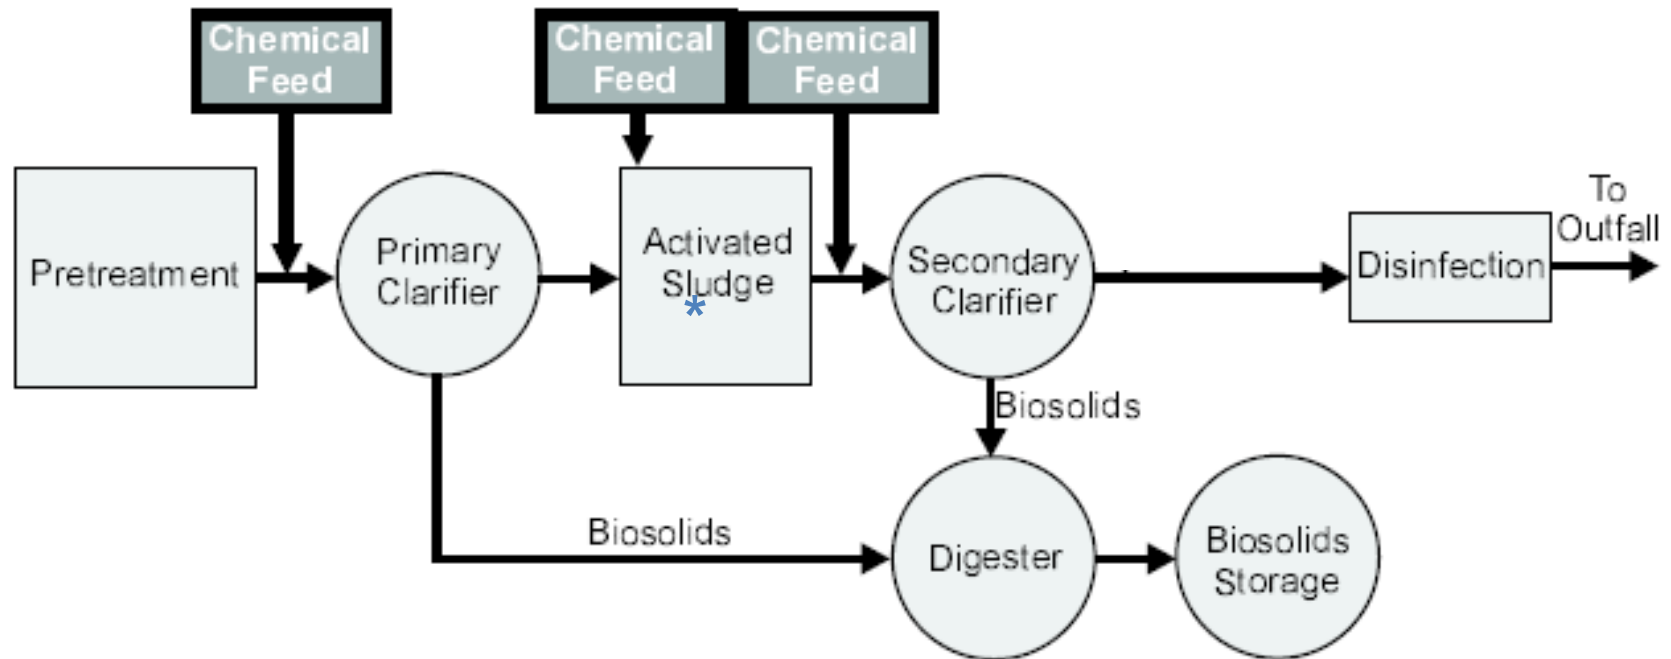 Chemical
Feed
Chemical
Feed
Chemical
Feed
Pretreatment
Primary
Clarifier
Activated
Sludge
*
Secondary
Clarifier
Disinfection
To
Outfall
Biosolids
Biosolids
Digester
Biosolids
Storage